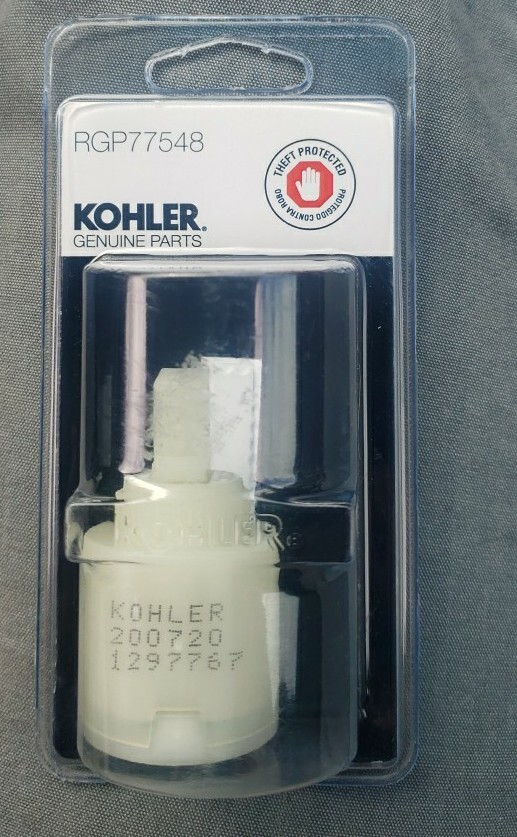 RGP77548
THEFT PROTECTED
PROTEGIDO CONTRA ROBO
KOHLER®
GENUINE PARTS
KOHLER®
KOHLER
200720
1297767